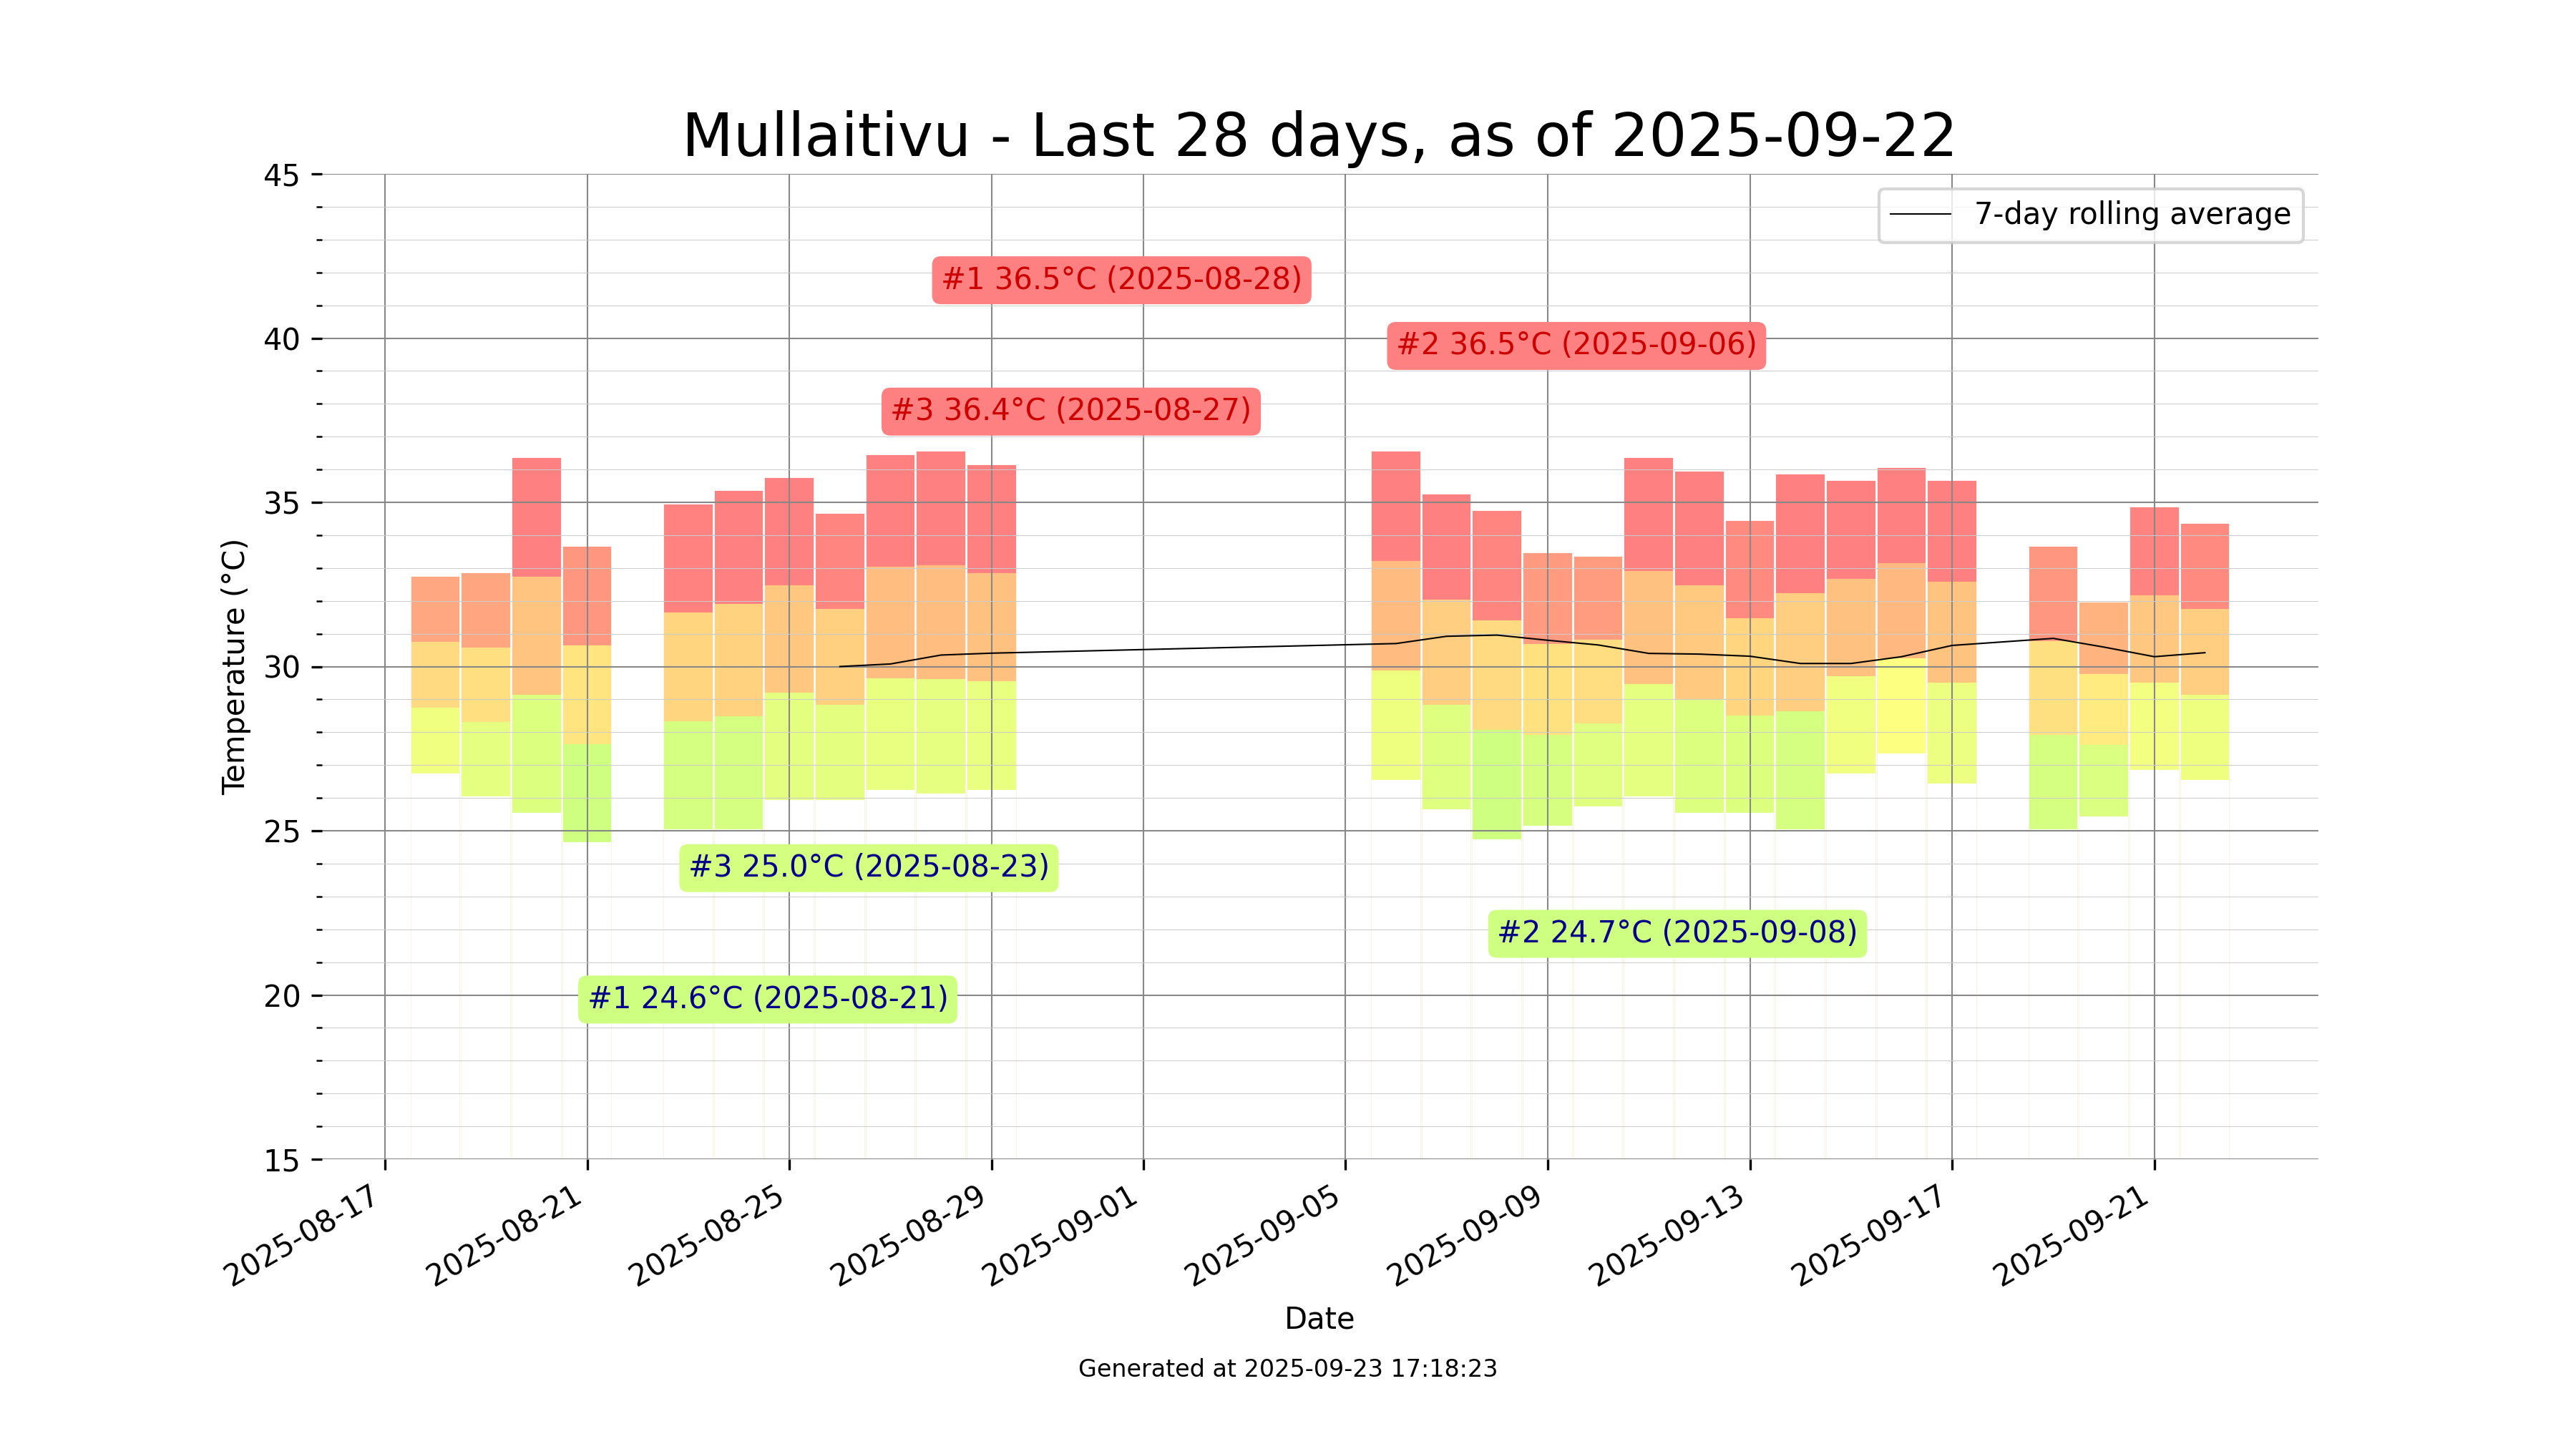 Mullaitivu - Last 28 days, as of 2025-09-22
7-day rolling average
#1 36.5°C (2025-08-28)
#2 36.5°C (2025-09-06)
#3 36.4°C (2025-08-27)
#3 25.0°C (2025-08-23)
#2 24.7°C (2025-09-08)
#1 24.6°C (2025-08-21)
Temperature (°C)
45
40
35
30
25
20
15
2025-08-17
2025-08-21
2025-08-25
2025-08-29
2025-09-01
2025-09-05
2025-09-09
2025-09-13
2025-09-17
2025-09-21
Date
Generated at 2025-09-23 17:18:23